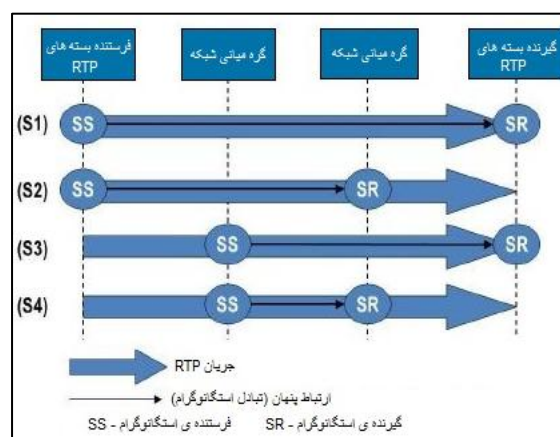 فرستنده بسته های
RTP
گره میانی شبکه
گره میانی شبکه
گیرنده بسته های
RTP
(S1)
SS
SR
(S2)
SS
SR
(S3)
SS
SR
(S4)
SS
SR
جریان RTP
ارتباط پنهان (تبادل استگانوگرام)
SS - فرستنده ی استگانوگرام
SR - گیرنده ی استگانوگرام